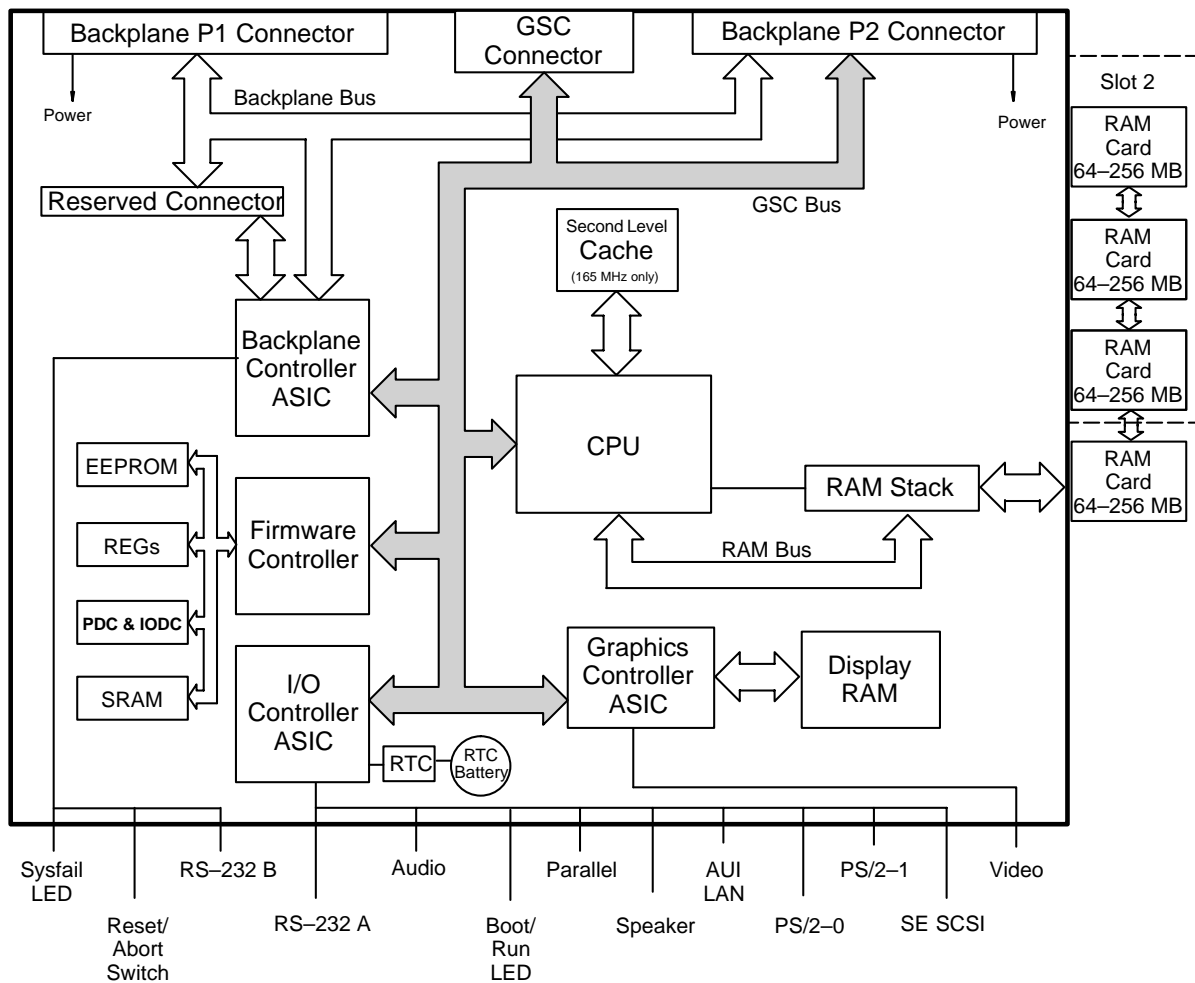 Backplane P1 Connector
GSC
Connector
Backplane P2 Connector
Power
Backplane Bus
Power
Slot 2
RAM
Card
64–256 MB
Reserved Connector
GSC Bus
Second Level
Cache
(165 MHz only)
RAM
Card
64–256 MB
Backplane
Controller
ASIC
RAM
Card
64–256 MB
CPU
EEPROM
RAM Stack
RAM
Card
64–256 MB
REGs
Firmware
Controller
RAM Bus
PDC & IODC
SRAM
I/O
Controller
ASIC
Graphics
Controller
ASIC
Display
RAM
RTC
RTC
Battery
Sysfail
LED
RS–232 B
Audio
Parallel
AUI
LAN
PS/2–1
Video
Reset/
Abort
Switch
RS–232 A
Boot/
Run
LED
Speaker
PS/2–0
SE SCSI